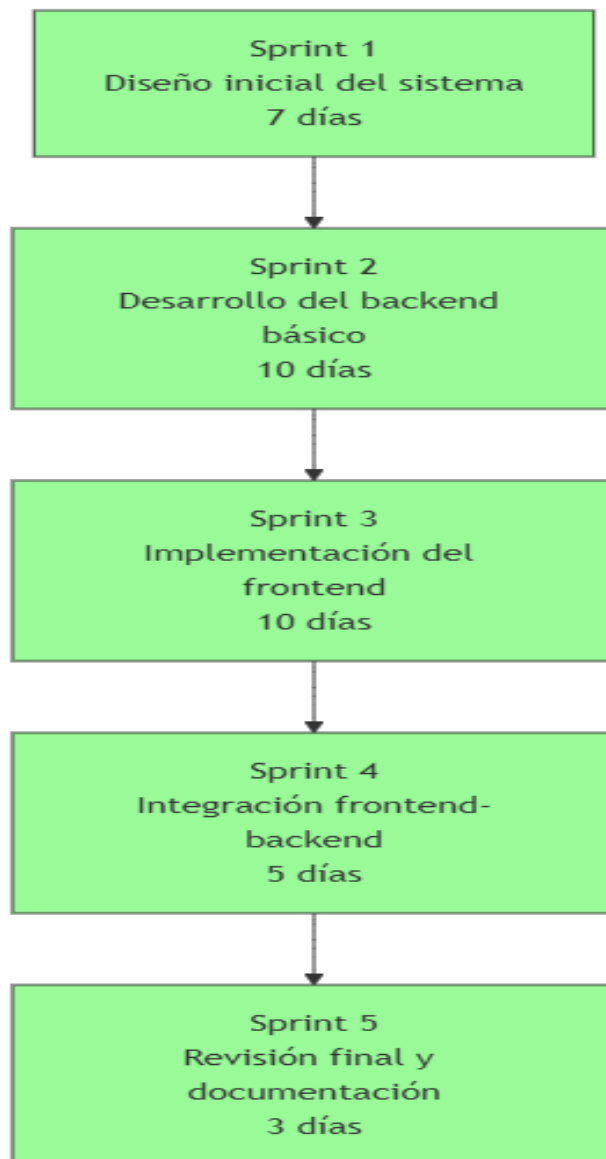 Sprint 1
Diseño inicial del sistema
7 días
Sprint 2
Desarrollo del backend
básico
10 días
Sprint 3
Implementación del
frontend
10 días
Sprint 4
Integración frontend-
backend
5 días
Sprint 5
Revisión final y
documentación
3 días